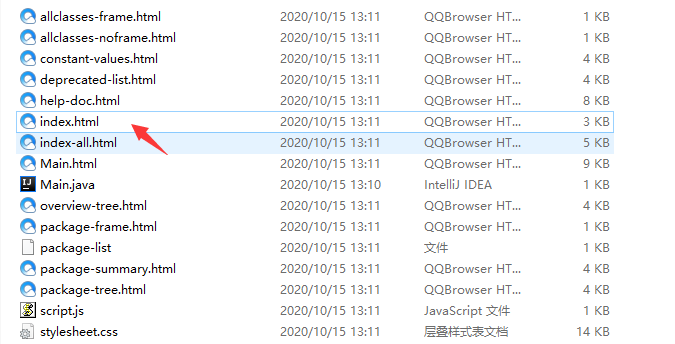 allclasses-frame.html 2020/10/15 13:11 QQBrowser HT... 1 KB
allclasses-noframe.html 2020/10/15 13:11 QQBrowser HT... 1 KB
constant-values.html 2020/10/15 13:11 QQBrowser HT... 4 KB
deprecated-list.html 2020/10/15 13:11 QQBrowser HT... 4 KB
help-doc.html 2020/10/15 13:11 QQBrowser HT... 8 KB
index.html 2020/10/15 13:11 QQBrowser HT... 3 KB
index-all.html 2020/10/15 13:11 QQBrowser HT... 5 KB
Main.html 2020/10/15 13:11 QQBrowser HT... 9 KB
Main.java 2020/10/15 13:10 IntelliJ IDEA 1 KB
overview-tree.html 2020/10/15 13:11 QQBrowser HT... 4 KB
package-frame.html 2020/10/15 13:11 QQBrowser HT... 1 KB
package-list 2020/10/15 13:11 文件 1 KB
package-summary.html 2020/10/15 13:11 QQBrowser HT... 4 KB
package-tree.html 2020/10/15 13:11 QQBrowser HT... 4 KB
script.js 2020/10/15 13:11 JavaScript 文件 1 KB
stylesheet.css 2020/10/15 13:11 层叠样式表文档 14 KB